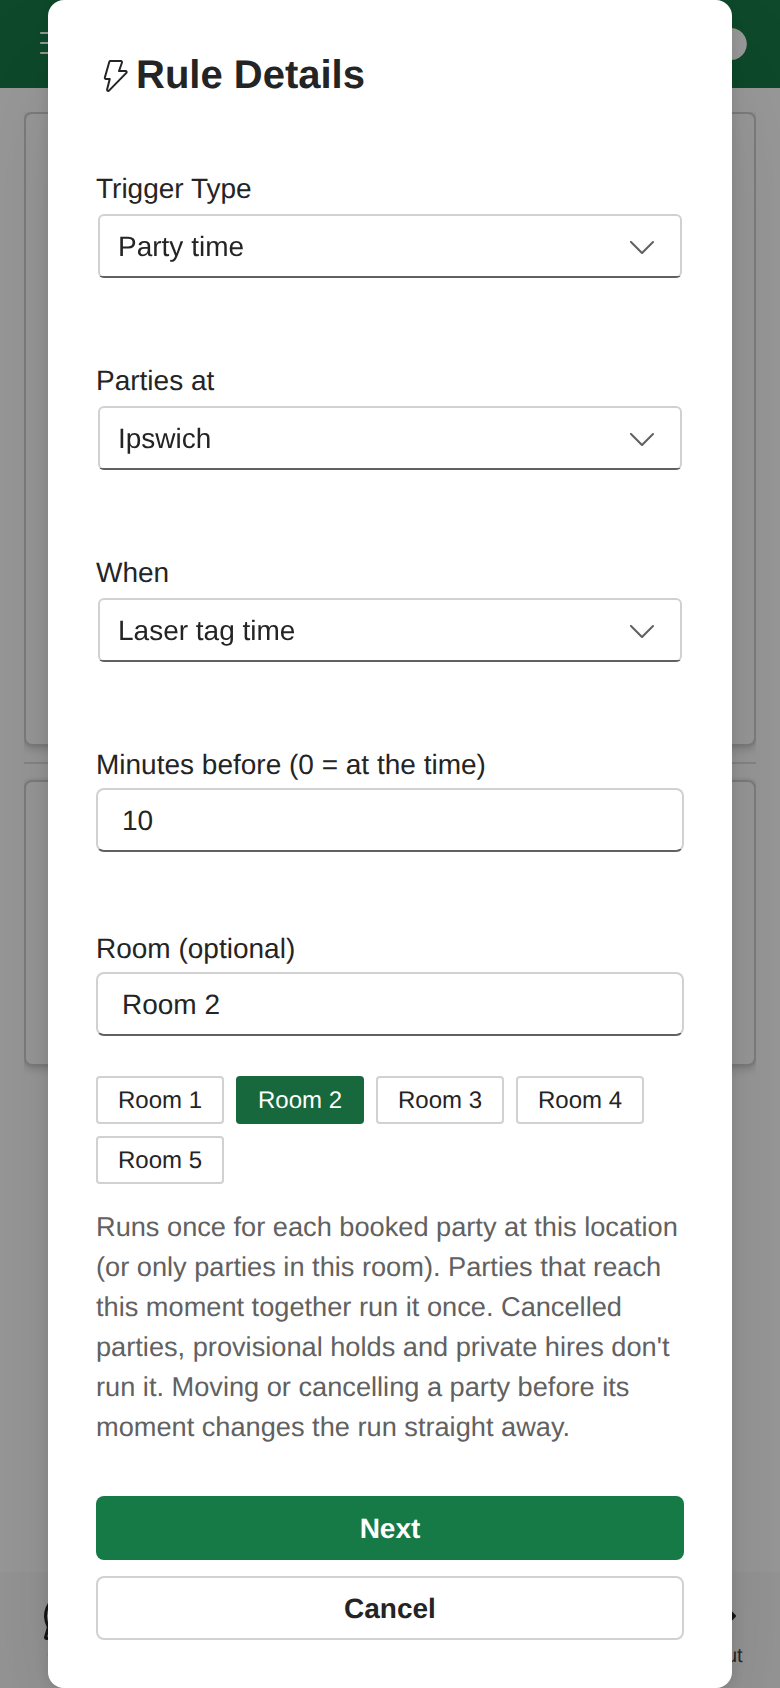 Rule Details
Trigger Type
Party time
Parties at
Ipswich
When
Laser tag time
Minutes before (0 = at the time)
10
Room (optional)
Room 2
Room 1
Room 2
Room 3
Room 4
Room 5
Runs once for each booked party at this location
(or only parties in this room). Parties that reach
this moment together run it once. Cancelled
parties, provisional holds and private hires don't
run it. Moving or cancelling a party before its
moment changes the run straight away.
Next
Cancel